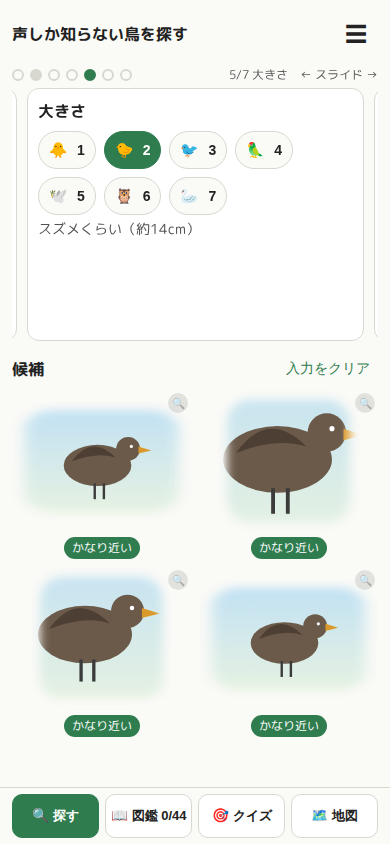 声しか知らない鳥を探す
☰
5/7 大きさ ← スライド →
大きさ
🐥 1 🐤 2 🐦 3 🦜 4
🕊️ 5 🦉 6 🦢 7
スズメくらい（約14cm）
候補 入力をクリア
かなり近い かなり近い
かなり近い かなり近い
🔍 探す 📖 図鑑 0/44 🎯 クイズ 🗺️ 地図